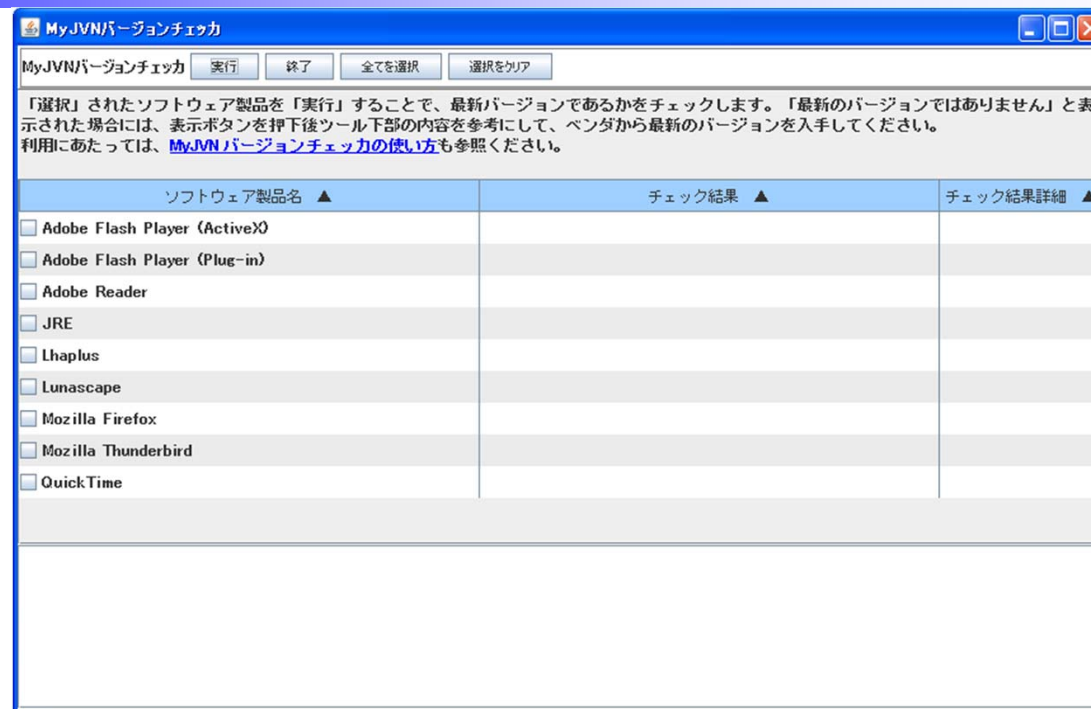 MyJVNバージョンチェッカ
MyJVNバージョンチェッカ 実行 終了 全てを選択 選択をクリア
「選択」されたソフトウェア製品を「実行」することで、最新バージョンであるかをチェックします。「最新のバージョンではありません」と表
示された場合には、表示ボタンを押下後ツール下部の内容を参考にして、ベンダから最新のバージョンを入手してください。
利用にあたっては、MyJVN バージョンチェッカの使い方も参照ください。
ソフトウェア製品名 ▲ チェック結果 ▲ チェック結果詳細 ▲
Adobe Flash Player (ActiveX)
Adobe Flash Player (Plug-in)
Adobe Reader
JRE
Lhaplus
Lunascape
Mozilla Firefox
Mozilla Thunderbird
QuickTime